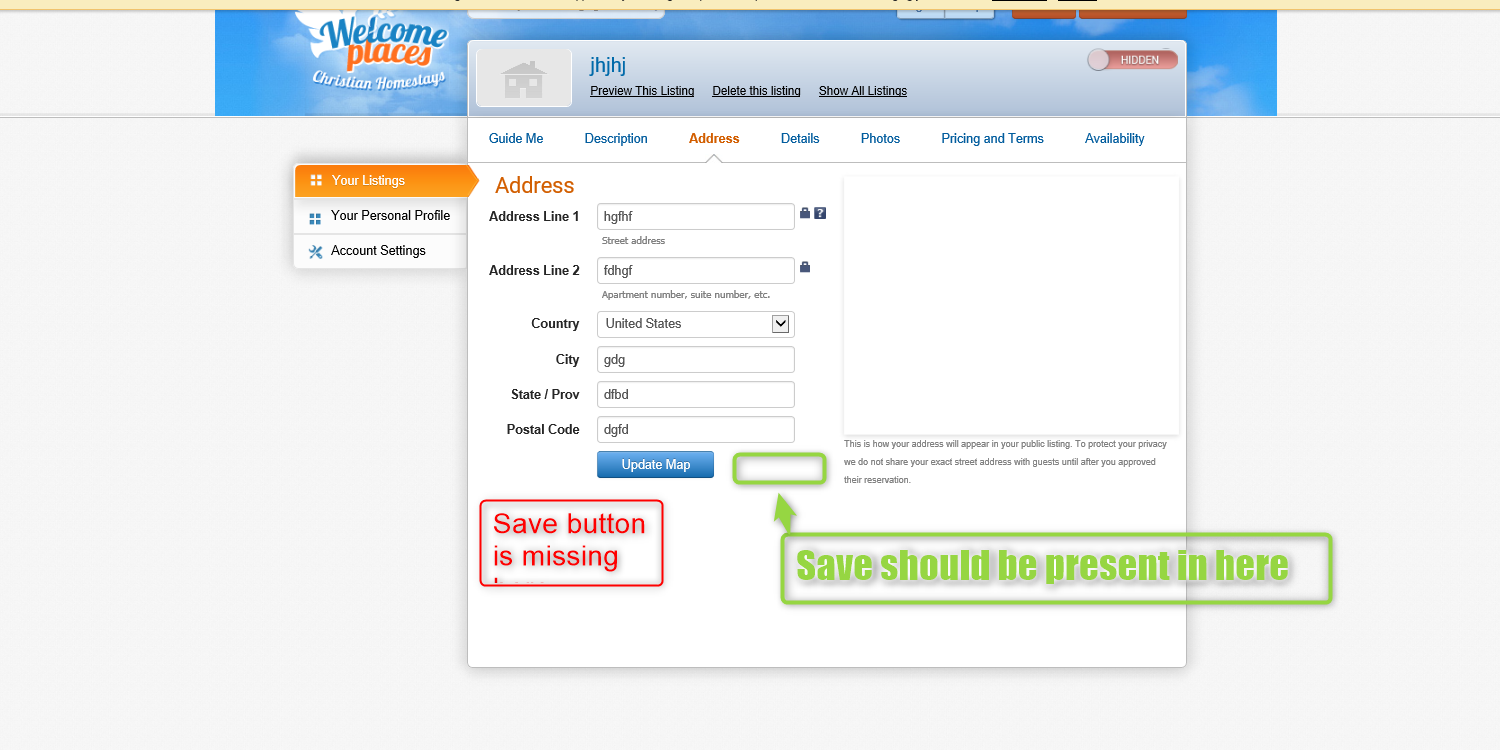 Welcome
places
Christian Homestays
jhjhj
HIDDEN
Preview This Listing Delete this listing Show All Listings
Guide Me Description Address Details Photos Pricing and Terms Availability
Your Listings
Your Personal Profile
Account Settings
Address
Address Line 1 hgfhf ?
Street address
Address Line 2 fdhgf
Apartment number, suite number, etc.
Country United States
City gdg
State / Prov dfbd
Postal Code dgfd
Update Map
This is how your address will appear in your public listing. To protect your privacy
we do not share your exact street address with guests until after you approved
their reservation.
Save button
is missing
Save should be present in here